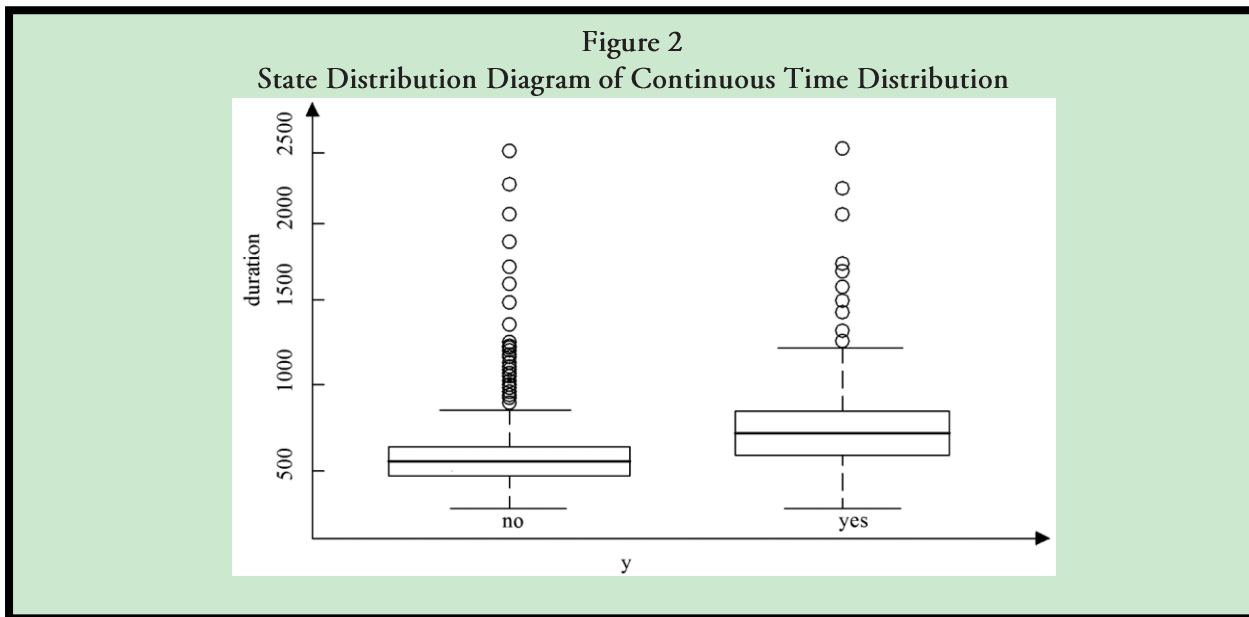 Figure 2
State Distribution Diagram of Continuous Time Distribution
2500
2000
1500
1000
500
duration
no
yes
y